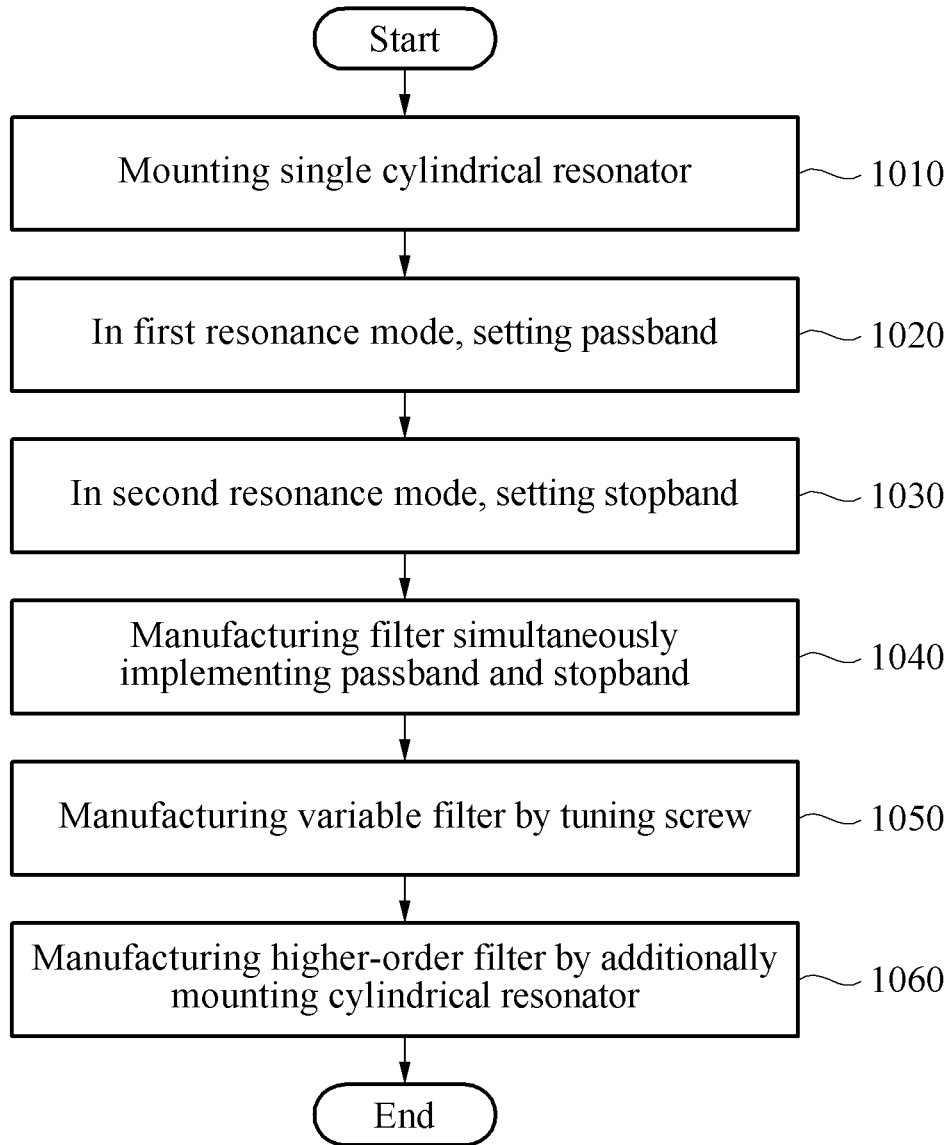 Start
Mounting single cylindrical resonator
1010
In first resonance mode, setting passband
1020
In second resonance mode, setting stopband
1030
Manufacturing filter simultaneously
implementing passband and stopband
1040
Manufacturing variable filter by tuning screw
1050
Manufacturing higher-order filter by additionally
mounting cylindrical resonator
1060
End